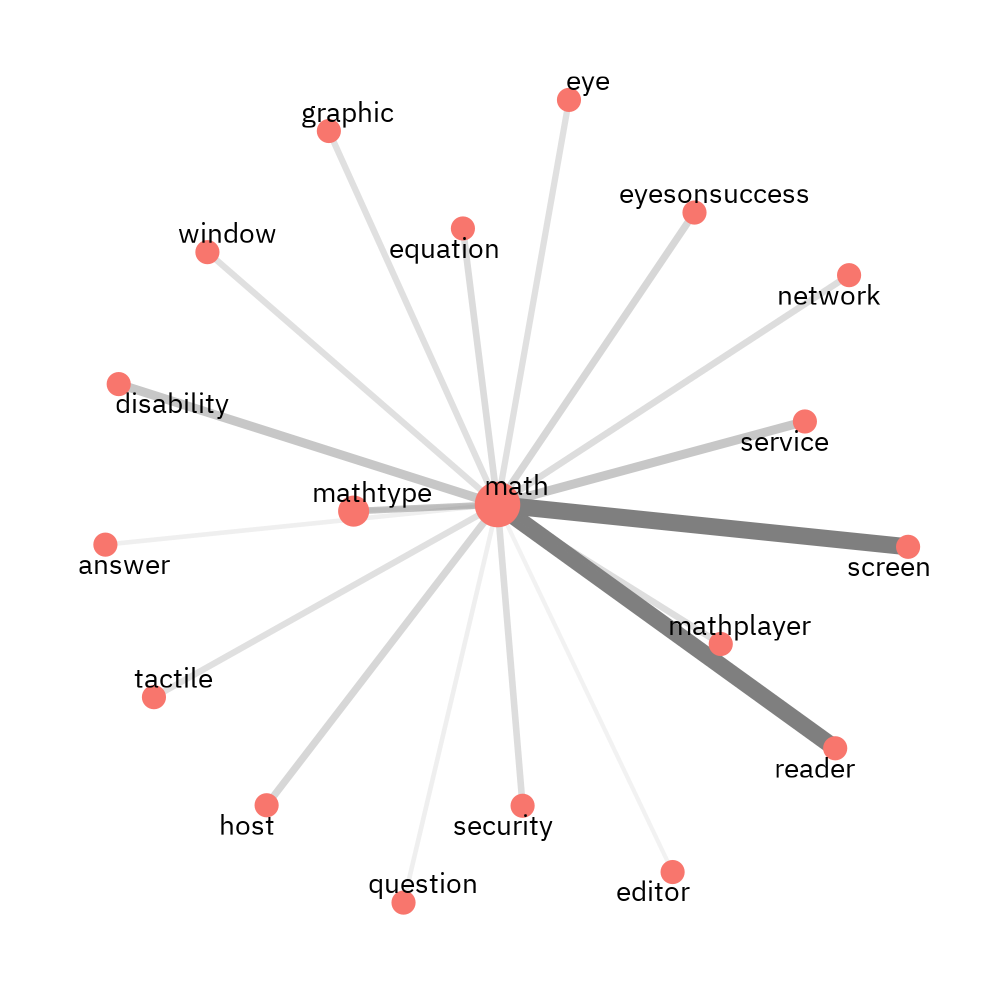 eye
graphic
eyesonsuccess
window
equation
network
disability
service
math
mathtype
answer
screen
mathplayer
tactile
reader
host
security
question
editor